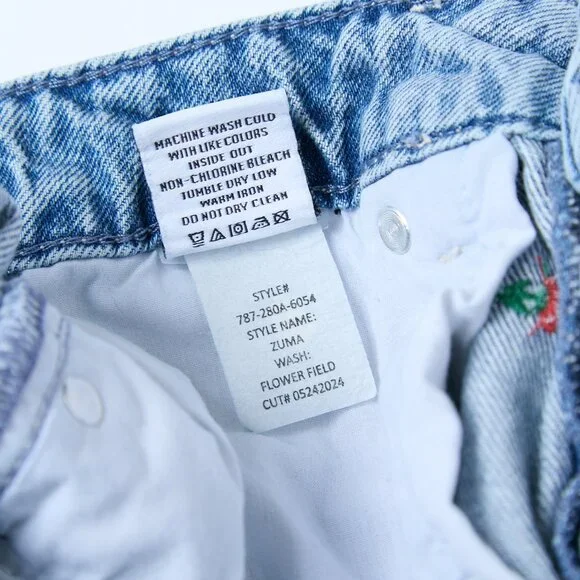 MACHINE WASH COLD
WITH LIKE COLORS
INSIDE OUT
NON-CHLORINE BLEACH
TUMBLE DRY LOW
WARM IRON
DO NOT DRY CLEAN
STYLE#
787-280A-6054
STYLE NAME:
ZUMA
WASH:
FLOWER FIELD
CUT# 05242024